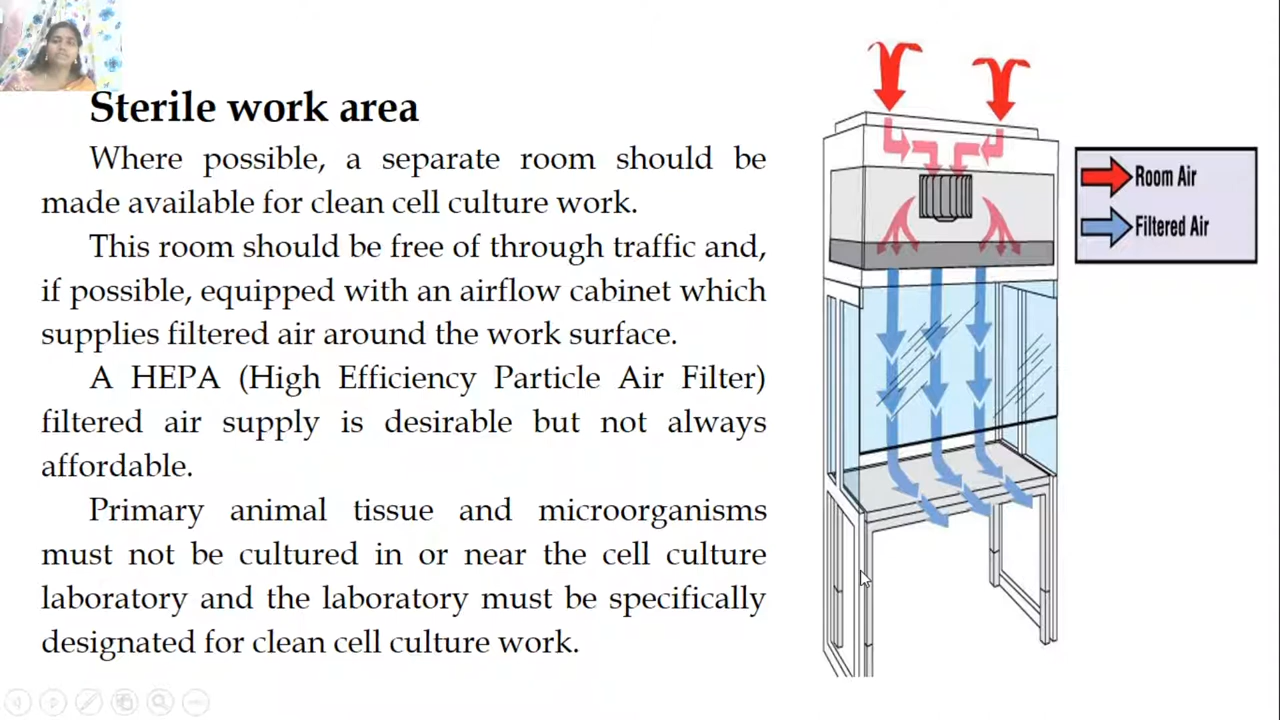 Sterile work area
Where possible, a separate room should be
made available for clean cell culture work.
This room should be free of through traffic and,
if possible, equipped with an airflow cabinet which
supplies filtered air around the work surface.
A HEPA (High Efficiency Particle Air Filter)
filtered air supply is desirable but not always
affordable.
Primary animal tissue and microorganisms
must not be cultured in or near the cell culture
laboratory and the laboratory must be specifically
designated for clean cell culture work.
Room Air
Filtered Air